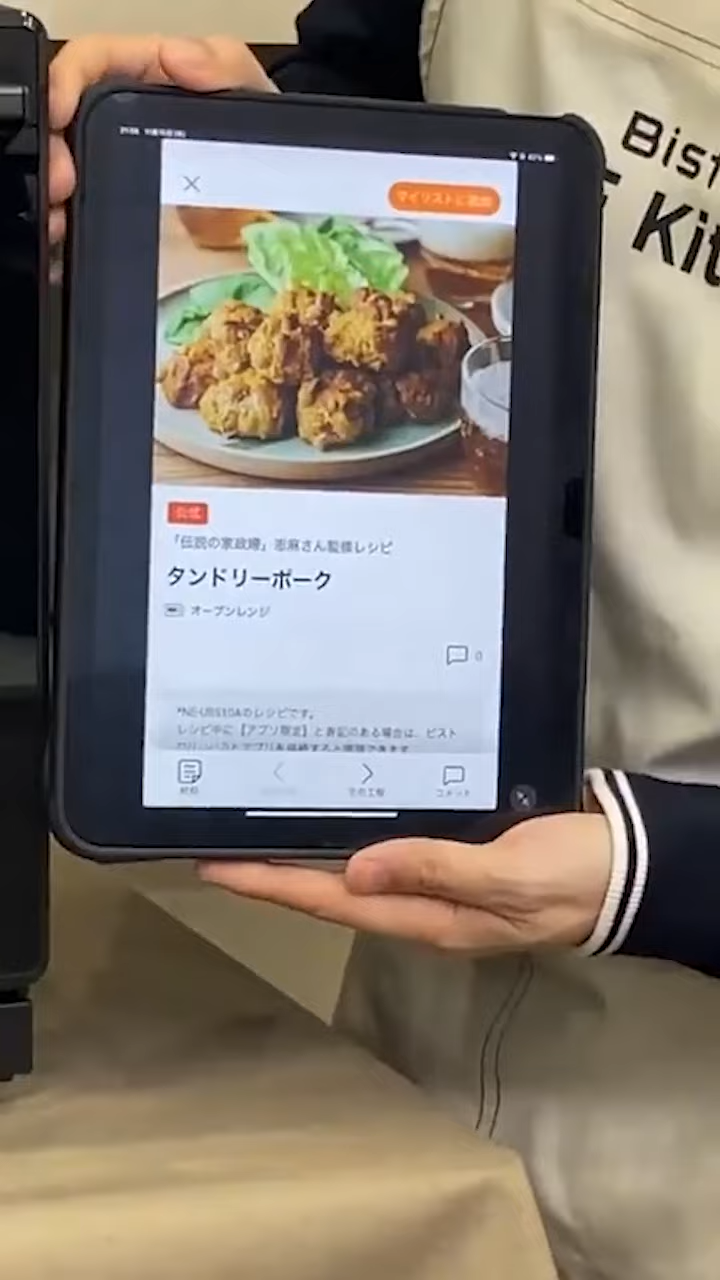 Bist
& Kit
マイリストに追加
公式
「伝説の家政婦」志麻さん監修レシピ
タンドリーポーク
オーブンレンジ
0
*NE-UBS10Aのレシピです。
レシピ中に【アプリ限定】と表記のある場合は、ビスト
材料
次の工程
コメント